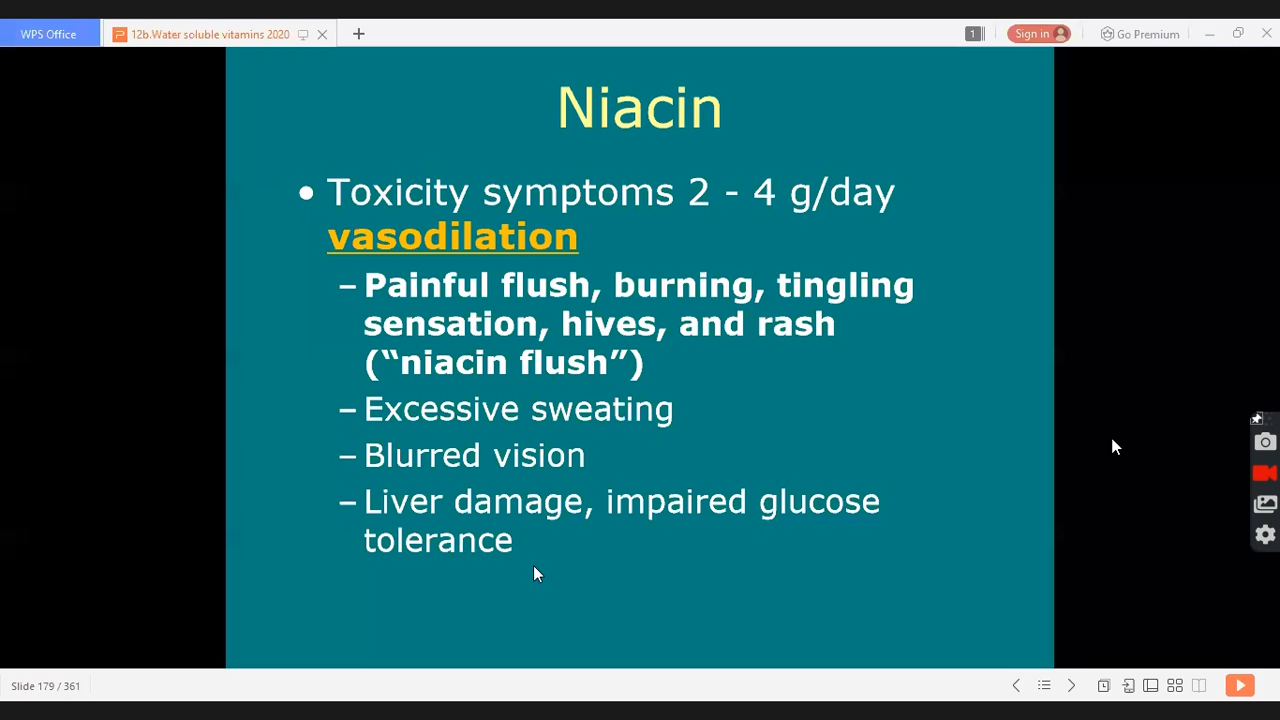 WPS Office
12b.Water soluble vitamins 2020
1
Sign in
Go Premium
Niacin
• Toxicity symptoms 2 - 4 g/day
vasodilation
– Painful flush, burning, tingling
sensation, hives, and rash
(“niacin flush”)
– Excessive sweating
– Blurred vision
– Liver damage, impaired glucose
tolerance
Slide 179 / 361